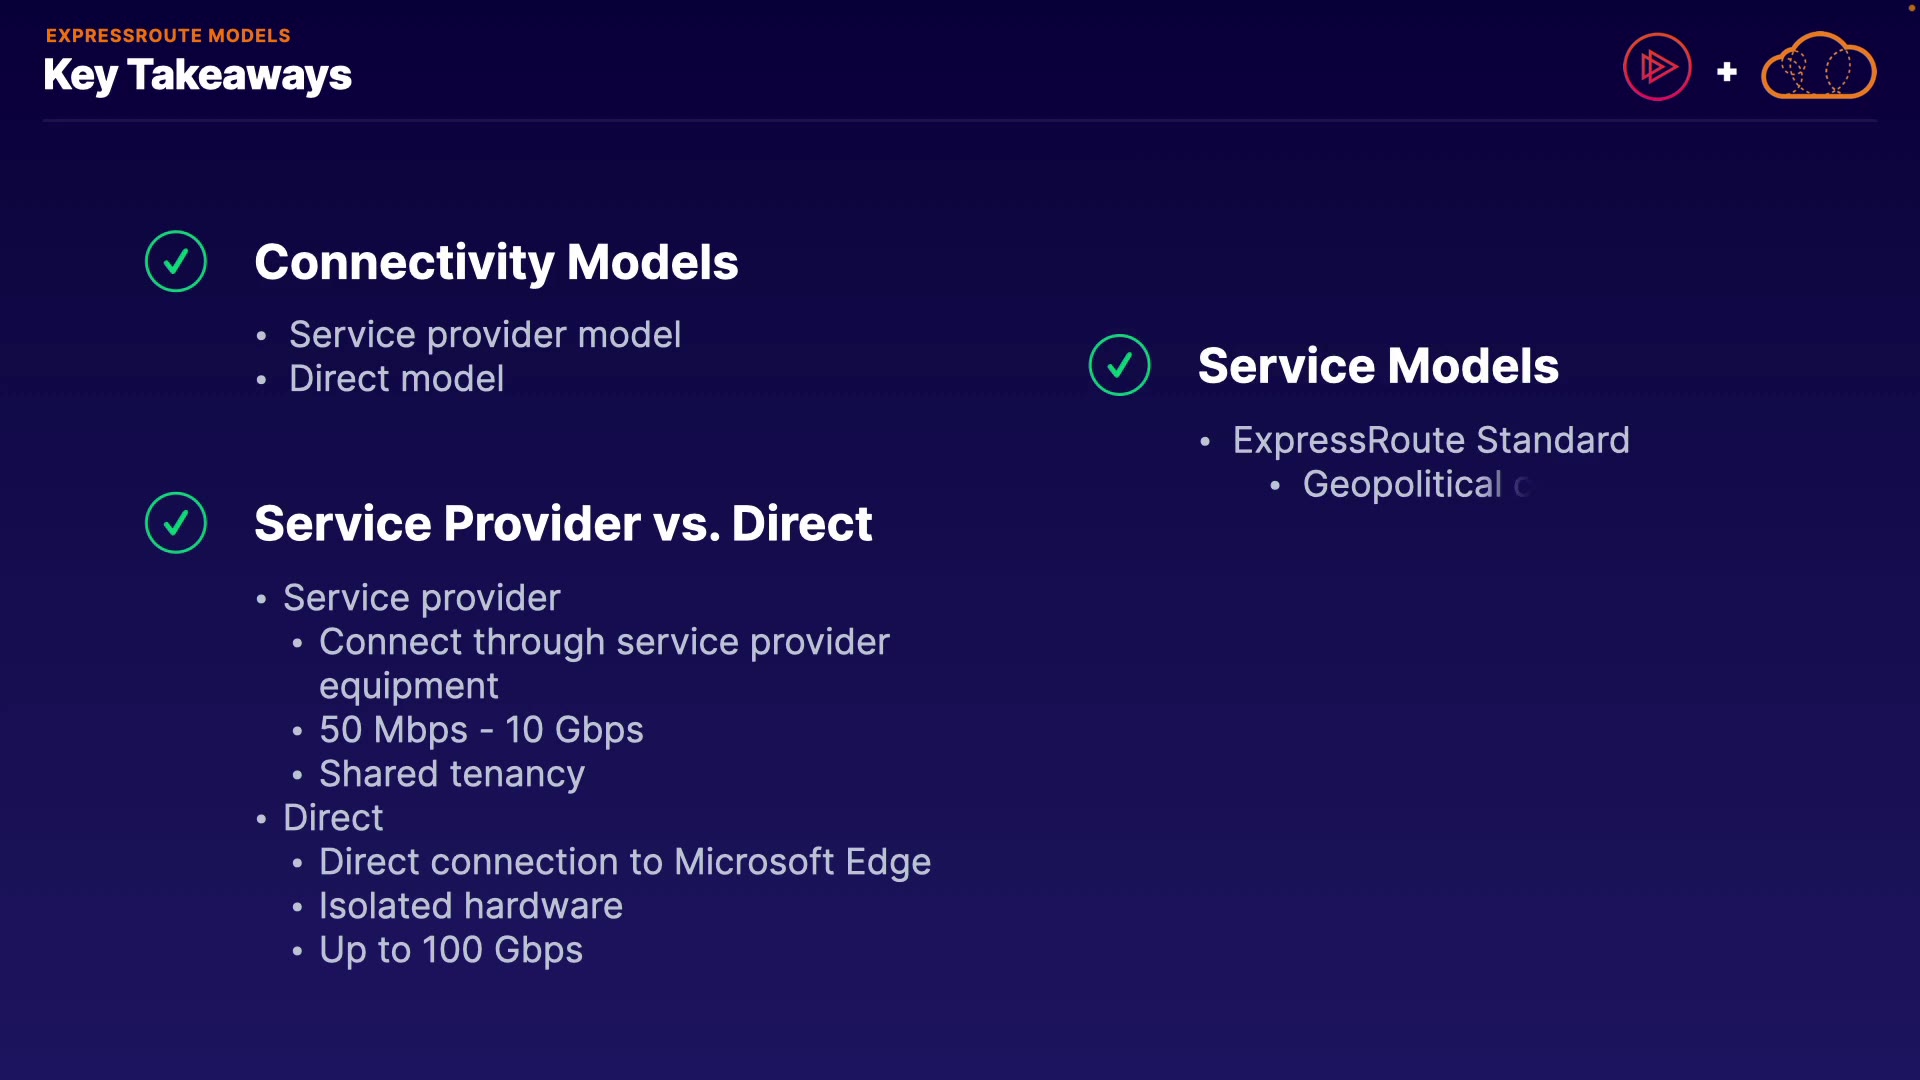 EXPRESSROUTE MODELS
Key Takeaways
Connectivity Models
• Service provider model
• Direct model
Service Provider vs. Direct
• Service provider
• Connect through service provider
equipment
• 50 Mbps - 10 Gbps
• Shared tenancy
• Direct
• Direct connection to Microsoft Edge
• Isolated hardware
• Up to 100 Gbps
Service Models
• ExpressRoute Standard
• Geopolitical